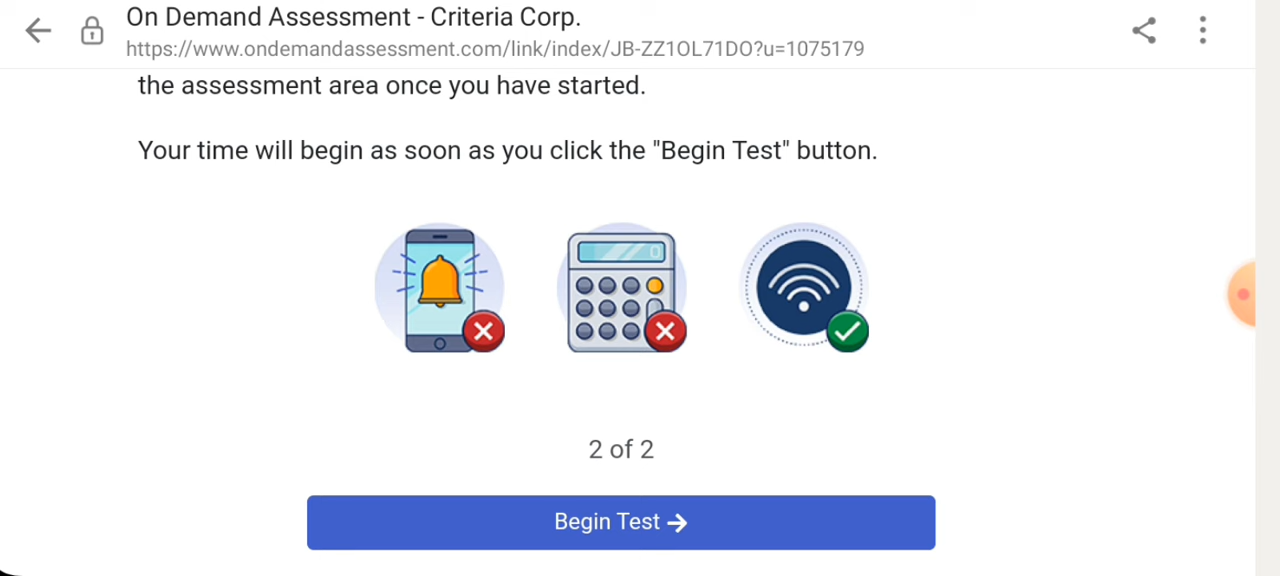 On Demand Assessment - Criteria Corp.
https://www.ondemandassessment.com/link/index/JB-ZZ1OL71DO?u=1075179
the assessment area once you have started.
Your time will begin as soon as you click the "Begin Test" button.
0
2 of 2
Begin Test →